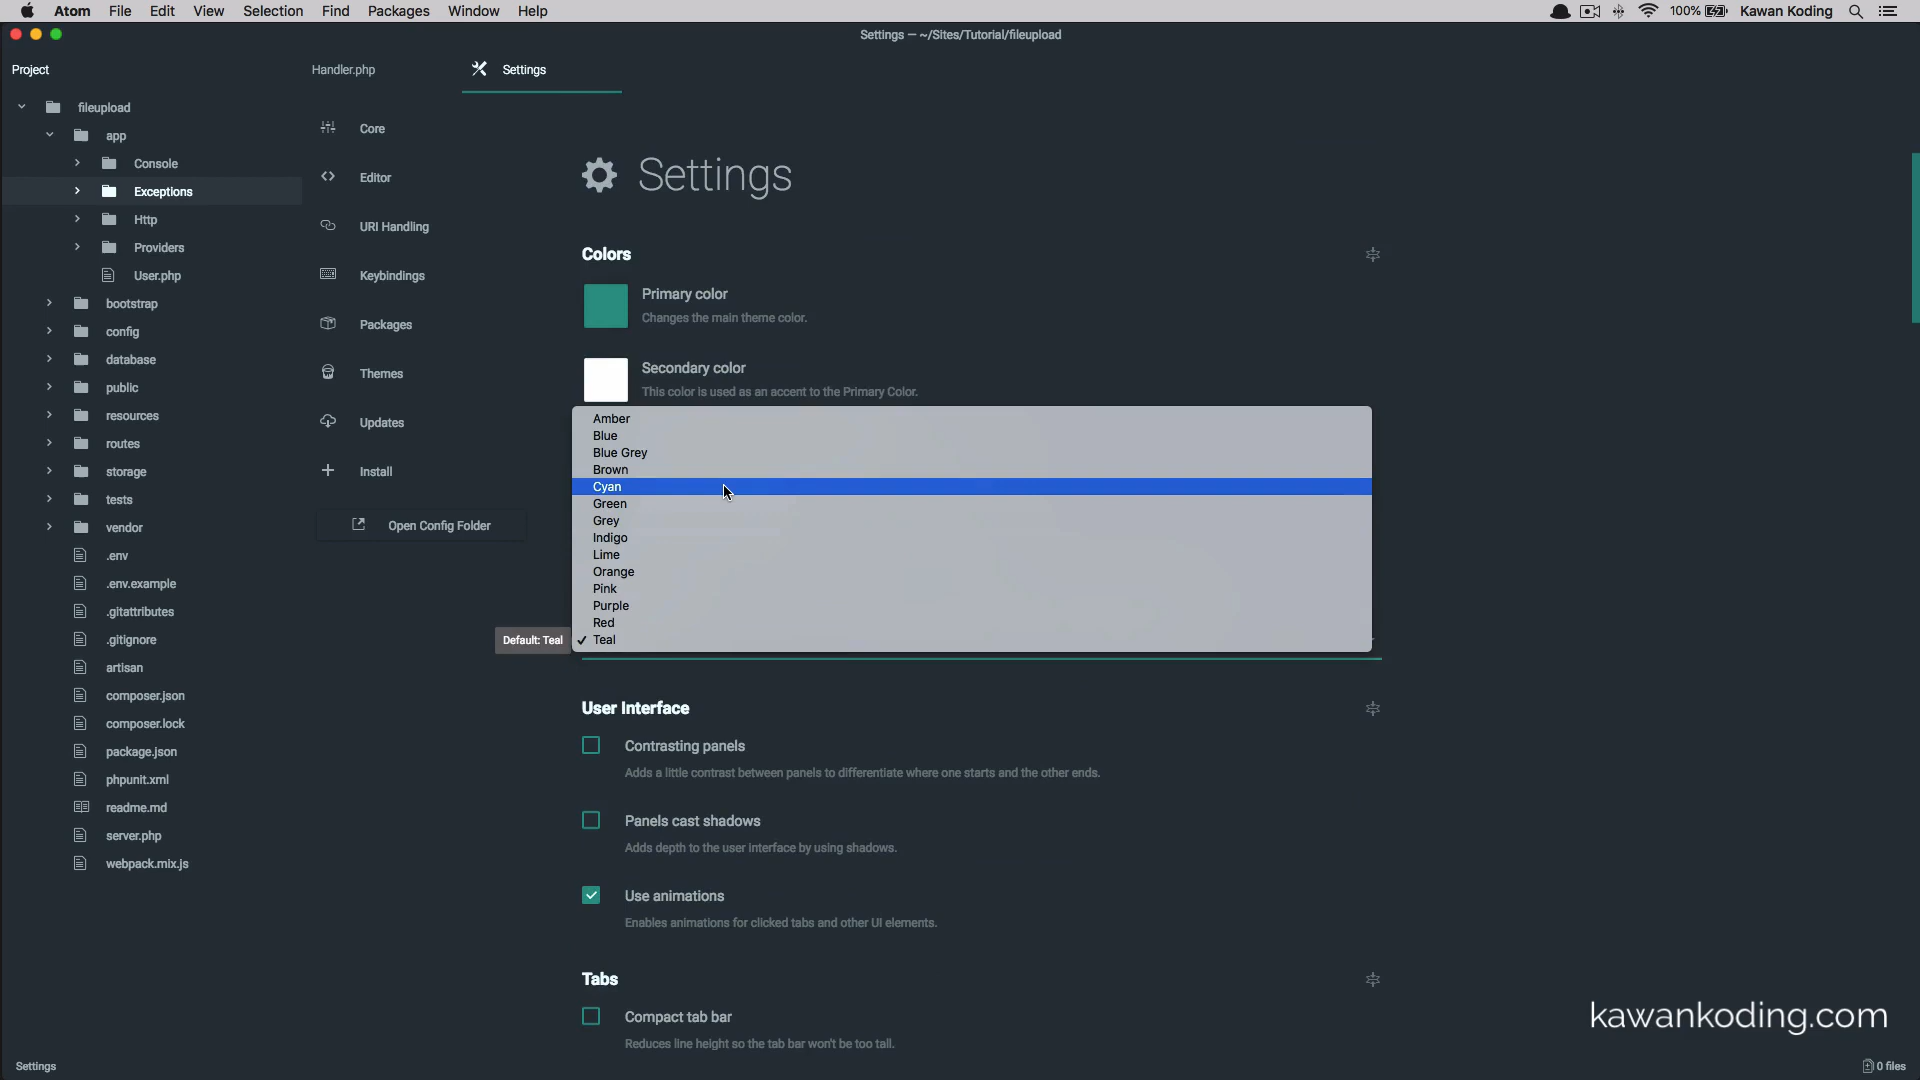 Atom File Edit View Selection Find Packages Window Help
100% Kawan Koding
Settings — ~/Sites/Tutorial/fileupload
Project
Handler.php
Settings
fileupload
app
Console
Exceptions
Http
Providers
User.php
bootstrap
config
database
public
resources
routes
storage
tests
vendor
.env
.env.example
.gitattributes
.gitignore
artisan
composer.json
composer.lock
package.json
phpunit.xml
readme.md
server.php
webpack.mix.js
Core
Editor
URI Handling
Keybindings
Packages
Themes
Updates
Install
Open Config Folder
Settings
Colors
Primary color
Changes the main theme color.
Secondary color
This color is used as an accent to the Primary Color.
Amber
Blue
Blue Grey
Brown
Cyan
Green
Grey
Indigo
Lime
Orange
Pink
Purple
Red
Default: Teal
Teal
User Interface
Contrasting panels
Adds a little contrast between panels to differentiate where one starts and the other ends.
Panels cast shadows
Adds depth to the user interface by using shadows.
Use animations
Enables animations for clicked tabs and other UI elements.
Tabs
Compact tab bar
Reduces line height so the tab bar won't be too tall.
kawankoding.com
Settings
0 files